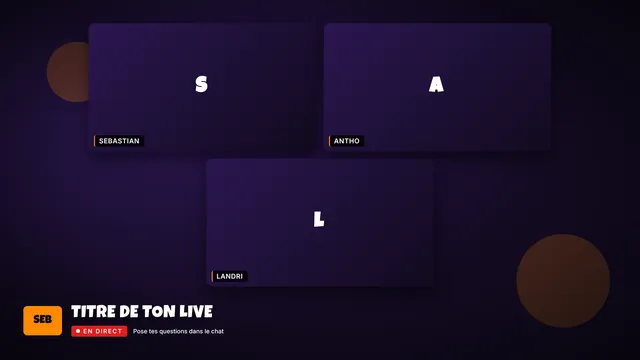 S
A
SEBASTIAN
ANTHO
L
LANDRI
SEB
TITRE DE TON LIVE
EN DIRECT
Pose tes questions dans le chat